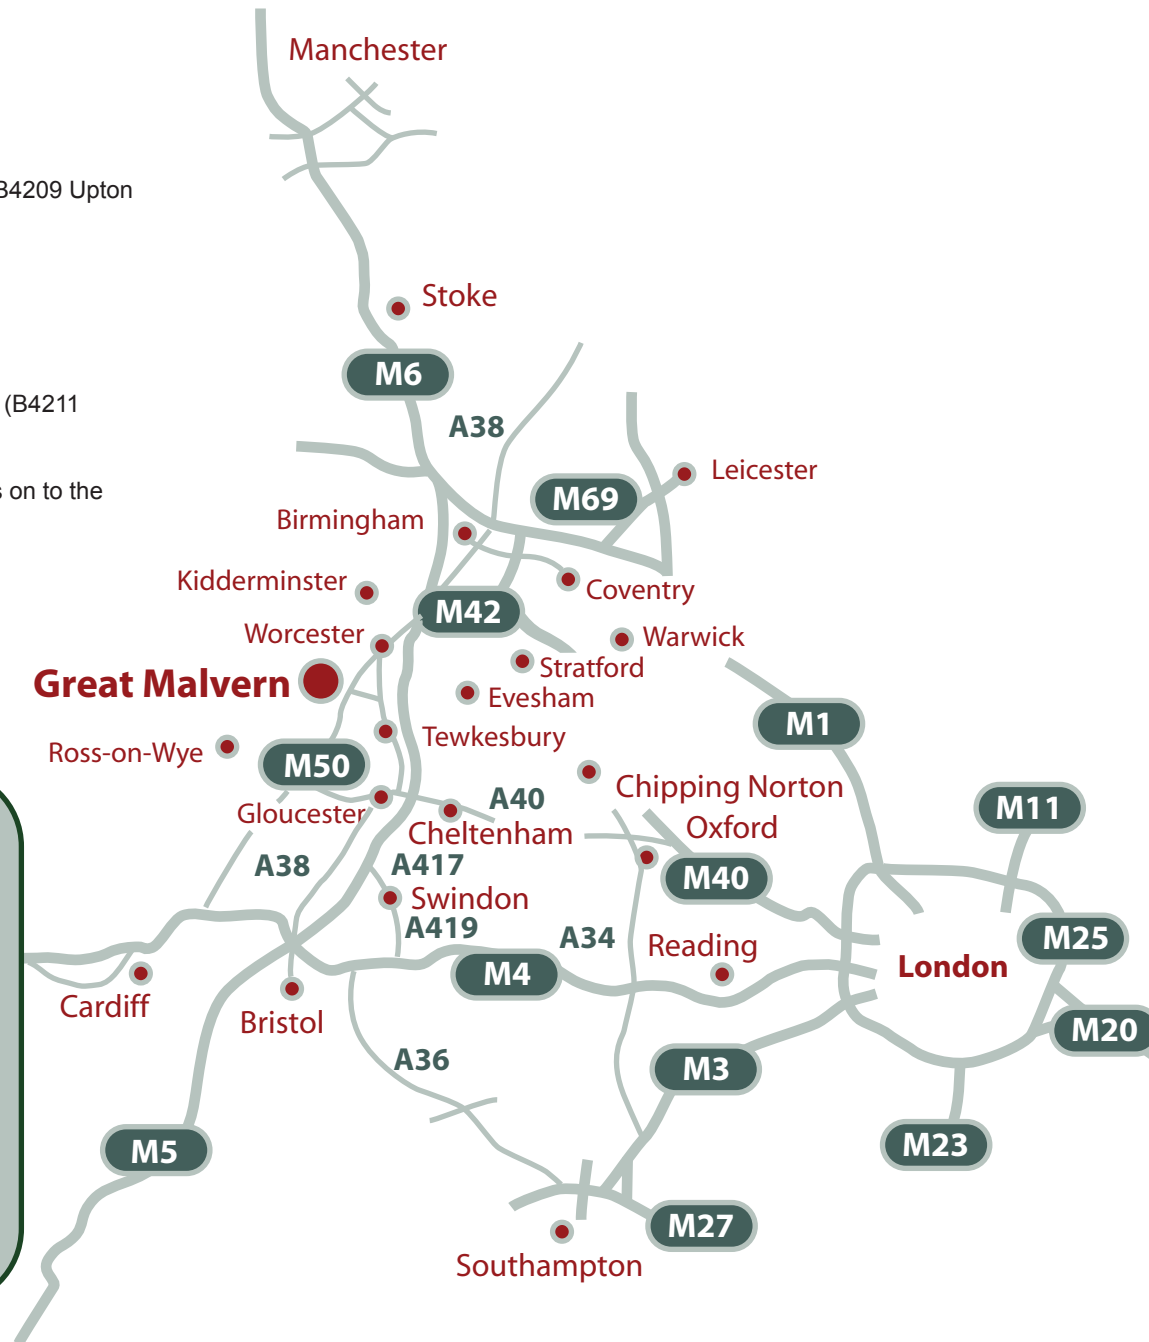 Manchester
B4209 Upton
Stoke
M6
(B4211
A38
Leicester
s on to the
M69
Birmingham
Kidderminster
Coventry
M42
Worcester
Warwick
Stratford
Great Malvern
Evesham
M1
Tewkesbury
Ross-on-Wye
M50
Chipping Norton
A40
M11
Gloucester
Cheltenham
Oxford
A38
A417
M40
Swindon
A419
A34
Reading
M25
London
M4
Cardiff
Bristol
M20
A36
M3
M5
M23
M27
Southampton